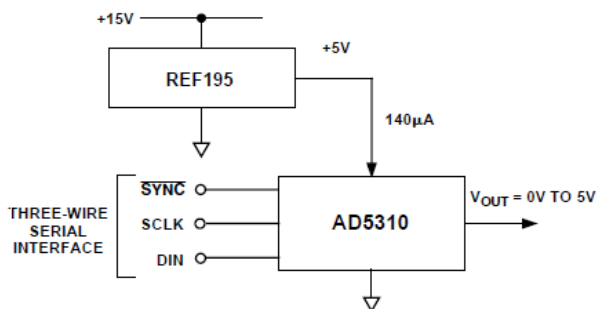 +15V
+5V
REF195
140μA
SYNC
THREE-WIRE
SERIAL
INTERFACE
SCLK
DIN
AD5310
VOUT = 0V TO 5V